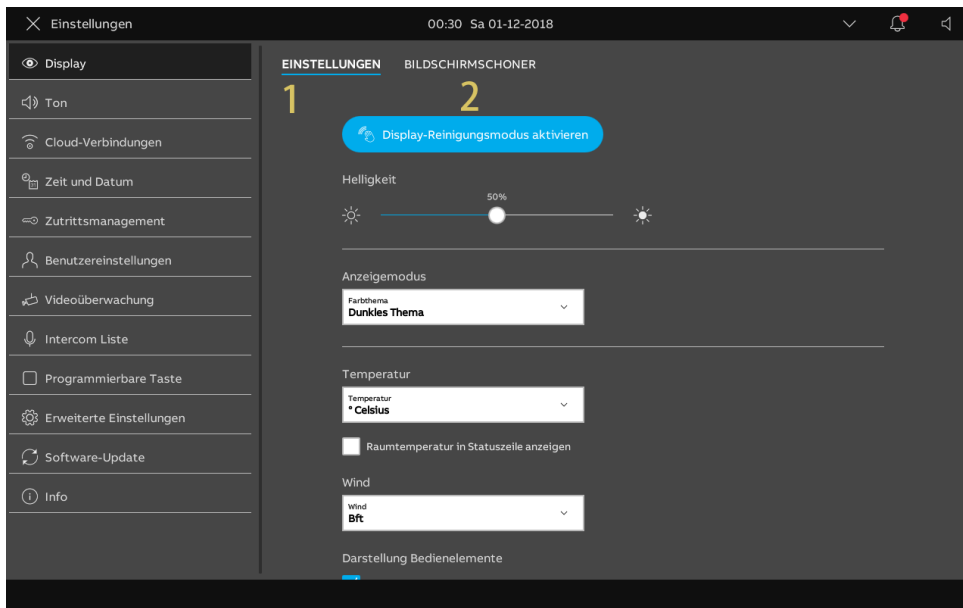 Einstellungen
00:30 Sa 01-12-2018
Display
Ton
Cloud-Verbindungen
Zeit und Datum
Zutrittsmanagement
Benutzereinstellungen
Videoüberwachung
Intercom Liste
Programmierbare Taste
Erweiterte Einstellungen
Software-Update
Info
EINSTELLUNGEN BILDSCHIRMSCHONER
1 2
Display-Reinigungsmodus aktivieren
Helligkeit
50%
Anzeigemodus
Farbthema
Dunkles Thema
Temperatur
Temperatur
° Celsius
Raumtemperatur in Statuszeile anzeigen
Wind
Wind
Bft
Darstellung Bedienelemente